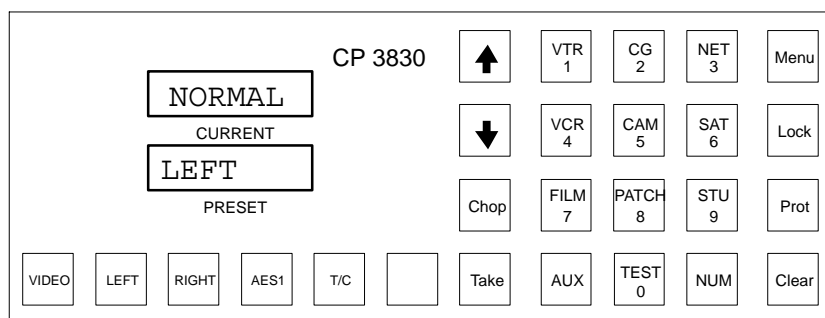 CP 3830
NORMAL
CURRENT
LEFT
PRESET
VTR
1
CG
2
NET
3
Menu
VCR
4
CAM
5
SAT
6
Lock
Chop
FILM
7
PATCH
8
STU
9
Prot
VIDEO
LEFT
RIGHT
AES1
T/C
Take
AUX
TEST
0
NUM
Clear